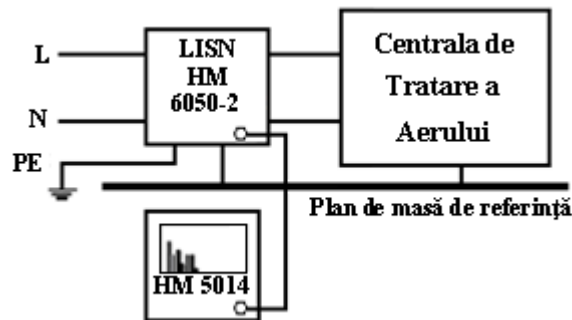 L
N
PE
LISN
HM
6050-2
Centrala de
Tratare a
Aerului
Plan de masă de referință
HM 5014